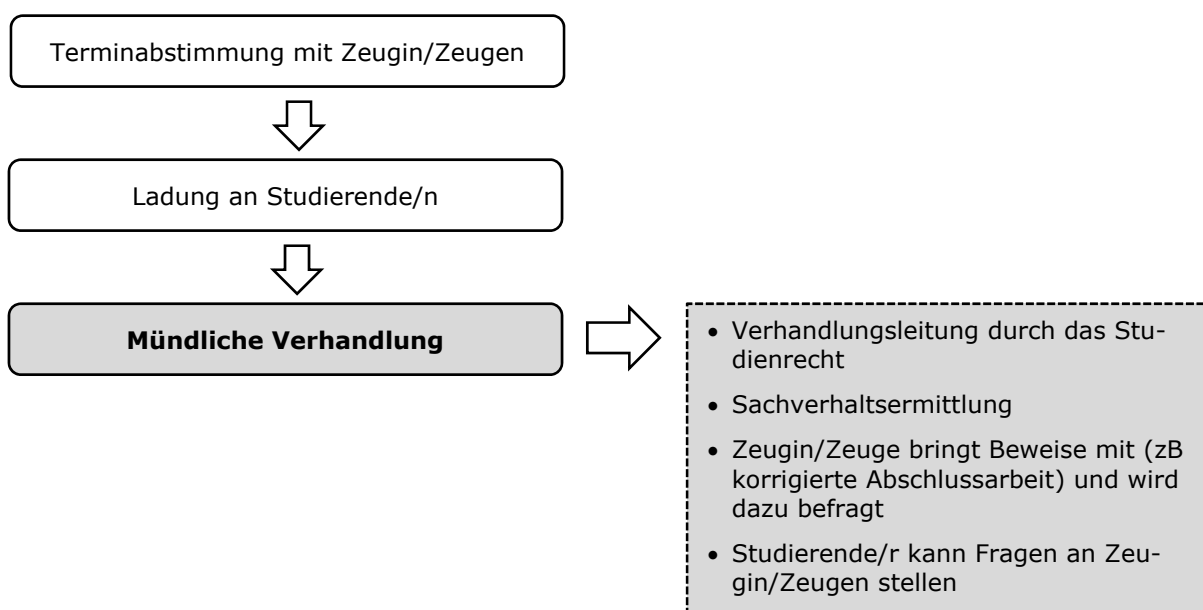 Terminabstimmung mit Zeugin/Zeugen
Ladung an Studierende/n
Mündliche Verhandlung
• Verhandlungsleitung durch das Stu-
dienrecht
• Sachverhaltsermittlung
• Zeugin/Zeuge bringt Beweise mit (zB
korrigierte Abschlussarbeit) und wird
dazu befragt
• Studierende/r kann Fragen an Zeu-
gin/Zeugen stellen